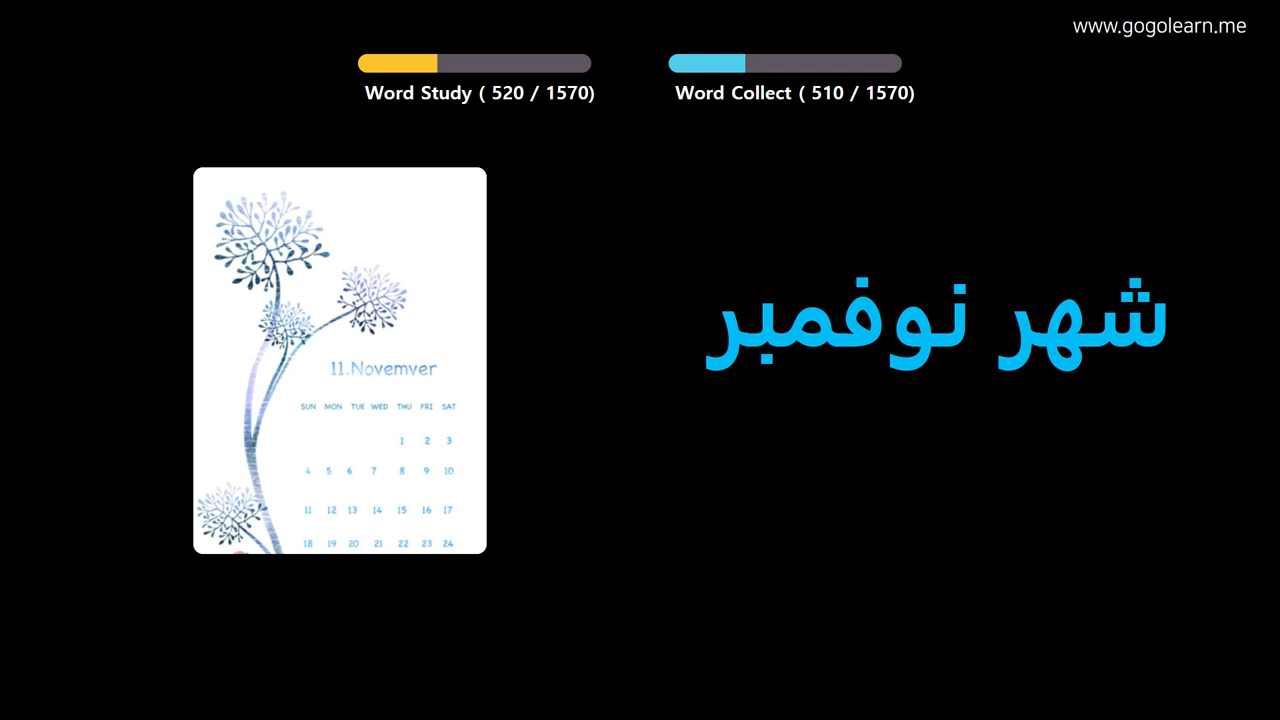 www.gogolearn.me
Word Study ( 520 / 1570)
Word Collect ( 510 / 1570)
شهر نوفمبر
11.Novemver
SUN MON TUE WED THU FRI SAT
1 2 3
4 5 6 7 8 9 10
11 12 13 14 15 16 17
18 19 20 21 22 23 24